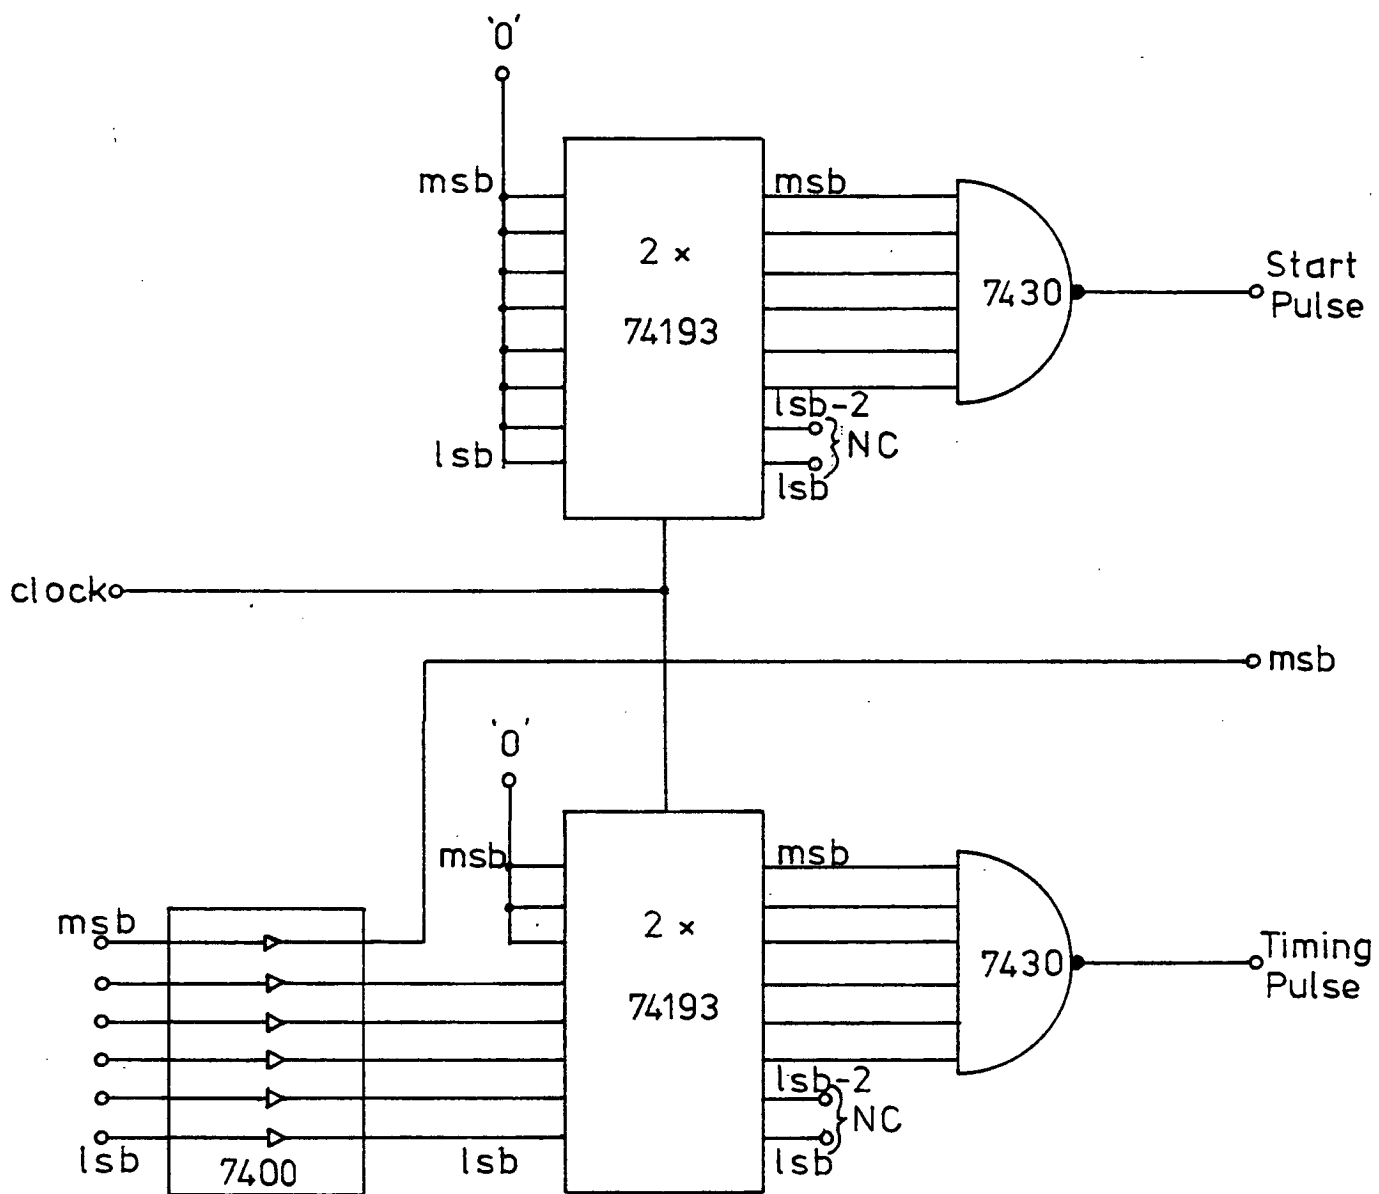 '0'
msb
msb
2 x
74193
7430
Start
Pulse
lsb-2
NC
lsb
lsb
clock
msb
'0'
msb
msb
msb
2 x
74193
7430
Timing
Pulse
lsb-2
NC
lsb
lsb
lsb
7400